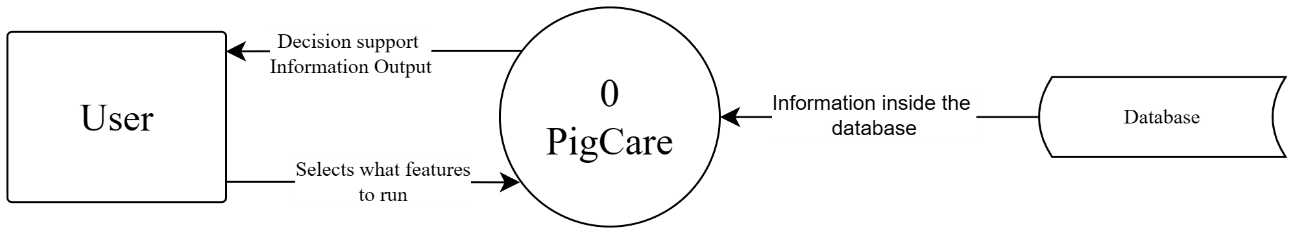 User
Decision support
Information Output
Selects what features
to run
0
PigCare
Information inside the
database
Database